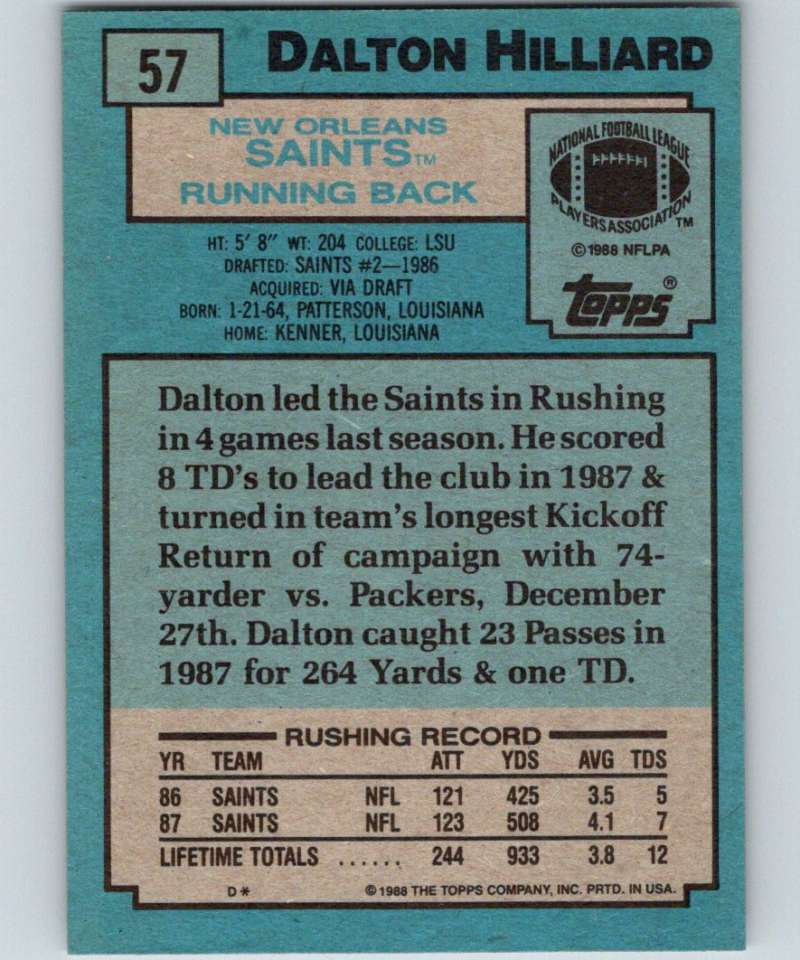 57
DALTON HILLIARD
NEW ORLEANS
SAINTS™
RUNNING BACK
NATIONAL FOOTBALL LEAGUE
PLAYERS ASSOCIATION™
©1988 NFLPA
topps®
HT: 5' 8" WT: 204 COLLEGE: LSU
DRAFTED: SAINTS #2—1986
ACQUIRED: VIA DRAFT
BORN: 1-21-64, PATTERSON, LOUISIANA
HOME: KENNER, LOUISIANA
Dalton led the Saints in Rushing
in 4 games last season. He scored
8 TD's to lead the club in 1987 &
turned in team's longest Kickoff
Return of campaign with 74-
yarder vs. Packers, December
27th. Dalton caught 23 Passes in
1987 for 264 Yards & one TD.
RUSHING RECORD
YR TEAM ATT YDS AVG TDS
86 SAINTS NFL 121 425 3.5 5
87 SAINTS NFL 123 508 4.1 7
LIFETIME TOTALS ...... 244 933 3.8 12
D* ©1988 THE TOPPS COMPANY, INC. PRTD. IN USA.